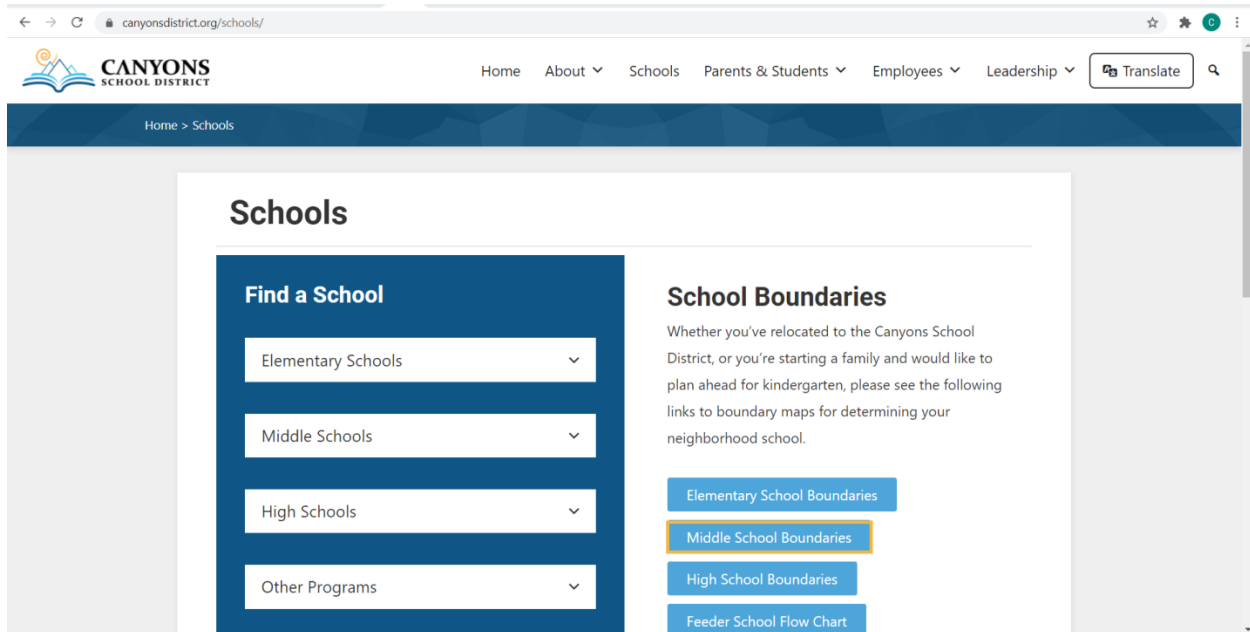 canyonsdistrict.org/schools/
C
CANYONS
SCHOOL DISTRICT
Home About Schools Parents & Students Employees Leadership Translate
Home > Schools
Schools
Find a School
Elementary Schools
Middle Schools
High Schools
Other Programs
School Boundaries
Whether you've relocated to the Canyons School
District, or you're starting a family and would like to
plan ahead for kindergarten, please see the following
links to boundary maps for determining your
neighborhood school.
Elementary School Boundaries
Middle School Boundaries
High School Boundaries
Feeder School Flow Chart